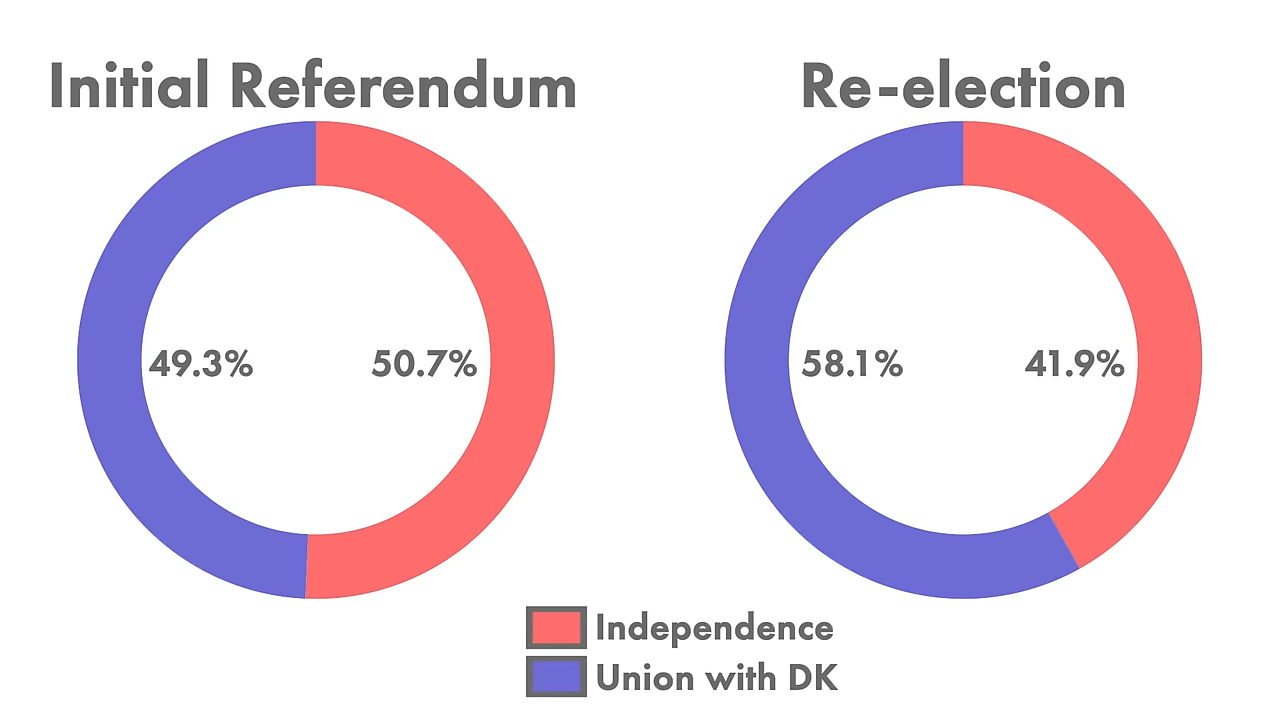 Initial Referendum
Re-election
49.3%
50.7%
58.1%
41.9%
Independence
Union with DK